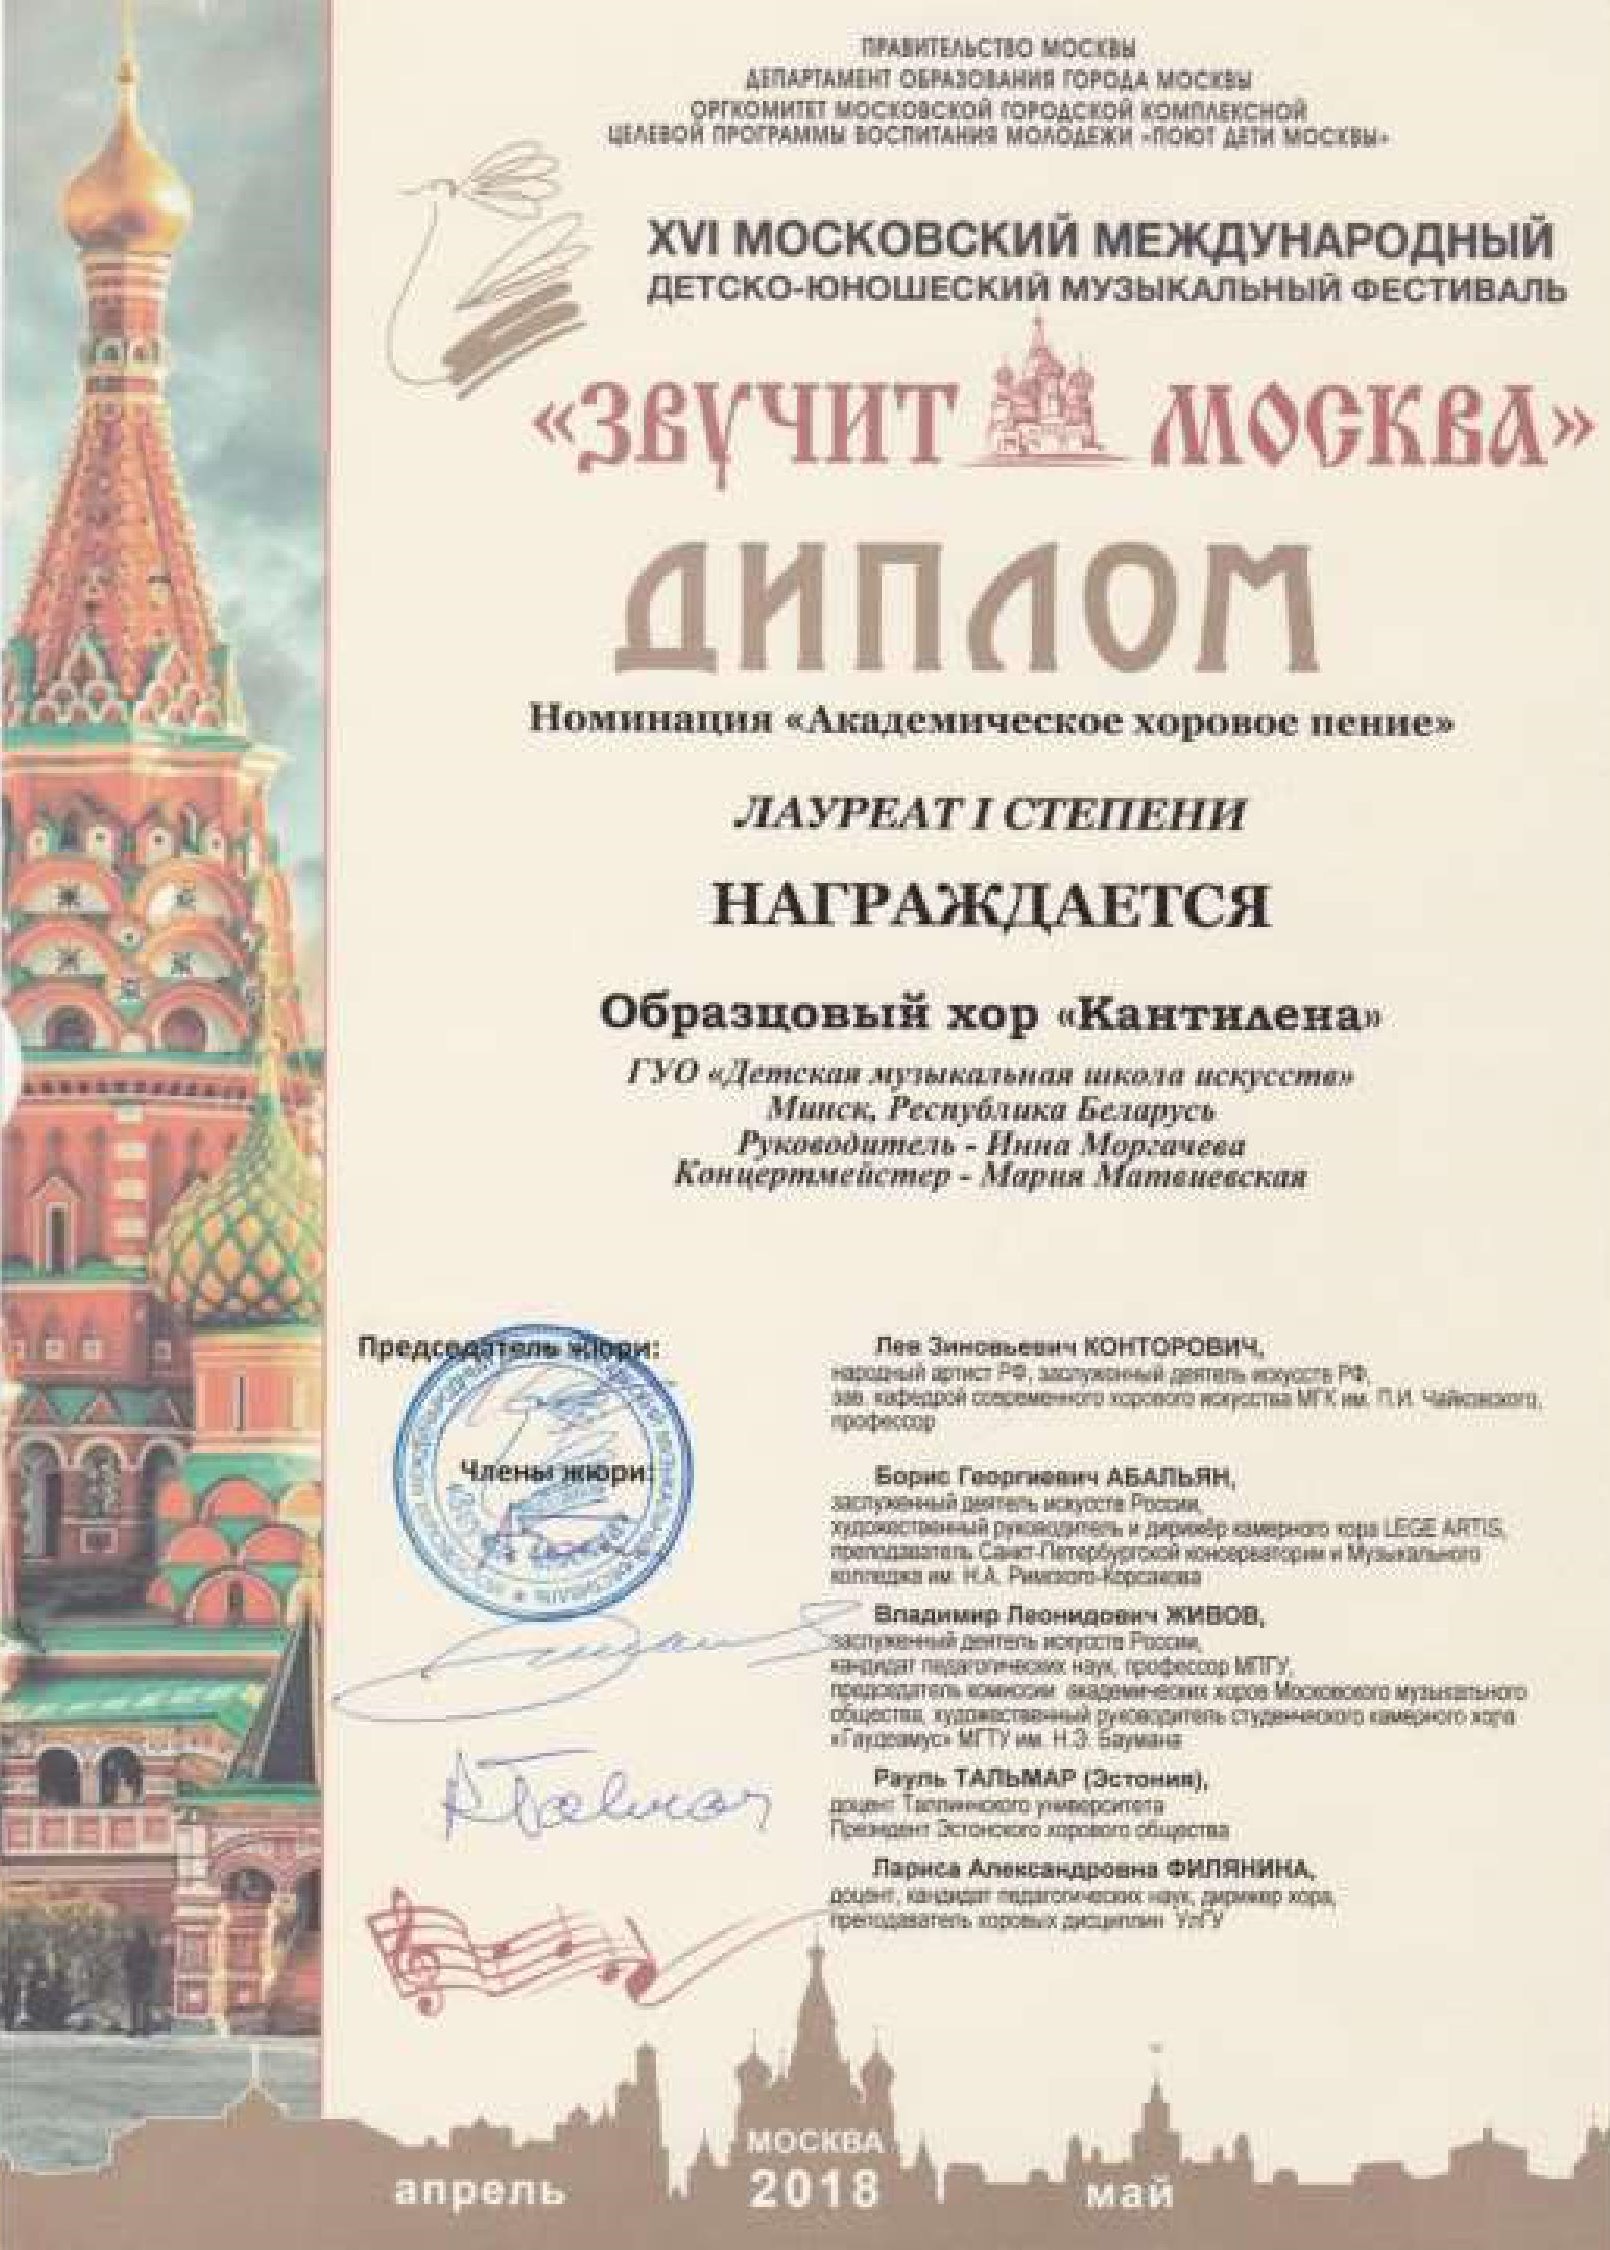 ПРАВИТЕЛЬСТВО МОСКВЫ
ДЕПАРТАМЕНТ ОБРАЗОВАНИЯ ГОРОДА МОСКВЫ
ОРГКОМИТЕТ МОСКОВСКОЙ ГОРОДСКОЙ КОМПЛЕКСНОЙ
ЦЕЛЕВОЙ ПРОГРАММЫ ВОСПИТАНИЯ МОЛОДЕЖИ «ПОЮТ ДЕТИ МОСКВЫ»
XVI МОСКОВСКИЙ МЕЖДУНАРОДНЫЙ
ДЕТСКО-ЮНОШЕСКИЙ МУЗЫКАЛЬНЫЙ ФЕСТИВАЛЬ
«ЗВУЧИТ МОСКВА»
ДИПЛОМ
Номинация «Академическое хоровое пение»
ЛАУРЕАТ I СТЕПЕНИ
НАГРАЖДАЕТСЯ
Образцовый хор «Кантилена»
ГУО «Детская музыкальная школа искусств»
Минск, Республика Беларусь
Руководитель - Инна Моргачева
Концертмейстер - Мария Матвиевская
Председатель жюри:
Лев Зиновьевич КОНТОРОВИЧ,
народный артист РФ, заслуженный деятель искусств РФ,
зав. кафедрой современного хорового искусства МГК им. П.И. Чайковского,
профессор
Члены жюри:
Борис Георгиевич АБАЛЬЯН,
заслуженный деятель искусств России,
художественный руководитель и дирижёр камерного хора LEGE ARTIS,
преподаватель Санкт-Петербургской консерватории и Музыкального
колледжа им. Н.А. Римского-Корсакова
Владимир Леонидович ЖИВОВ,
заслуженный деятель искусств России,
кандидат педагогических наук, профессор МПГУ,
председатель комиссии академических хоров Московского музыкального
общества, художественный руководитель студенческого камерного хора
«Гаудеамус» МГТУ им. Н.Э. Баумана
Рауль ТАЛЬМАР (Эстония),
доцент Таллиннского университета
Президент Эстонского хорового общества
Лариса Александровна ФИЛЯНИНА,
доцент, кандидат педагогических наук, дирижер хора,
преподаватель хоровых дисциплин УлГУ
МОСКВА
апрель 2018 май